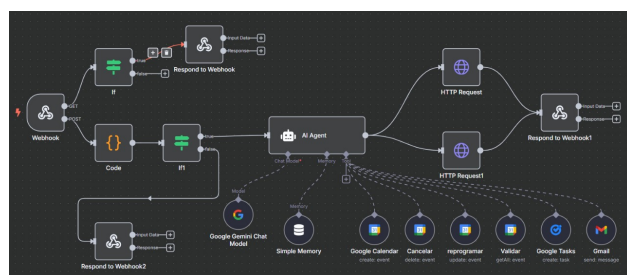 Input Data
Response
true
false
If
Respond to Webhook
GET
POST
Webhook
Code
true
false
If1
AI Agent
Chat Model*
Memory
Tool
HTTP Request
HTTP Request1
Input Data
Response
Respond to Webhook1
Input Data
Response
Respond to Webhook2
Model
Google Gemini Chat
Model
Memory
Simple Memory
Google Calendar
create: event
Cancelar
delete: event
reprogramar
update: event
Validar
getAll: event
Google Tasks
create: task
Gmail
send: message